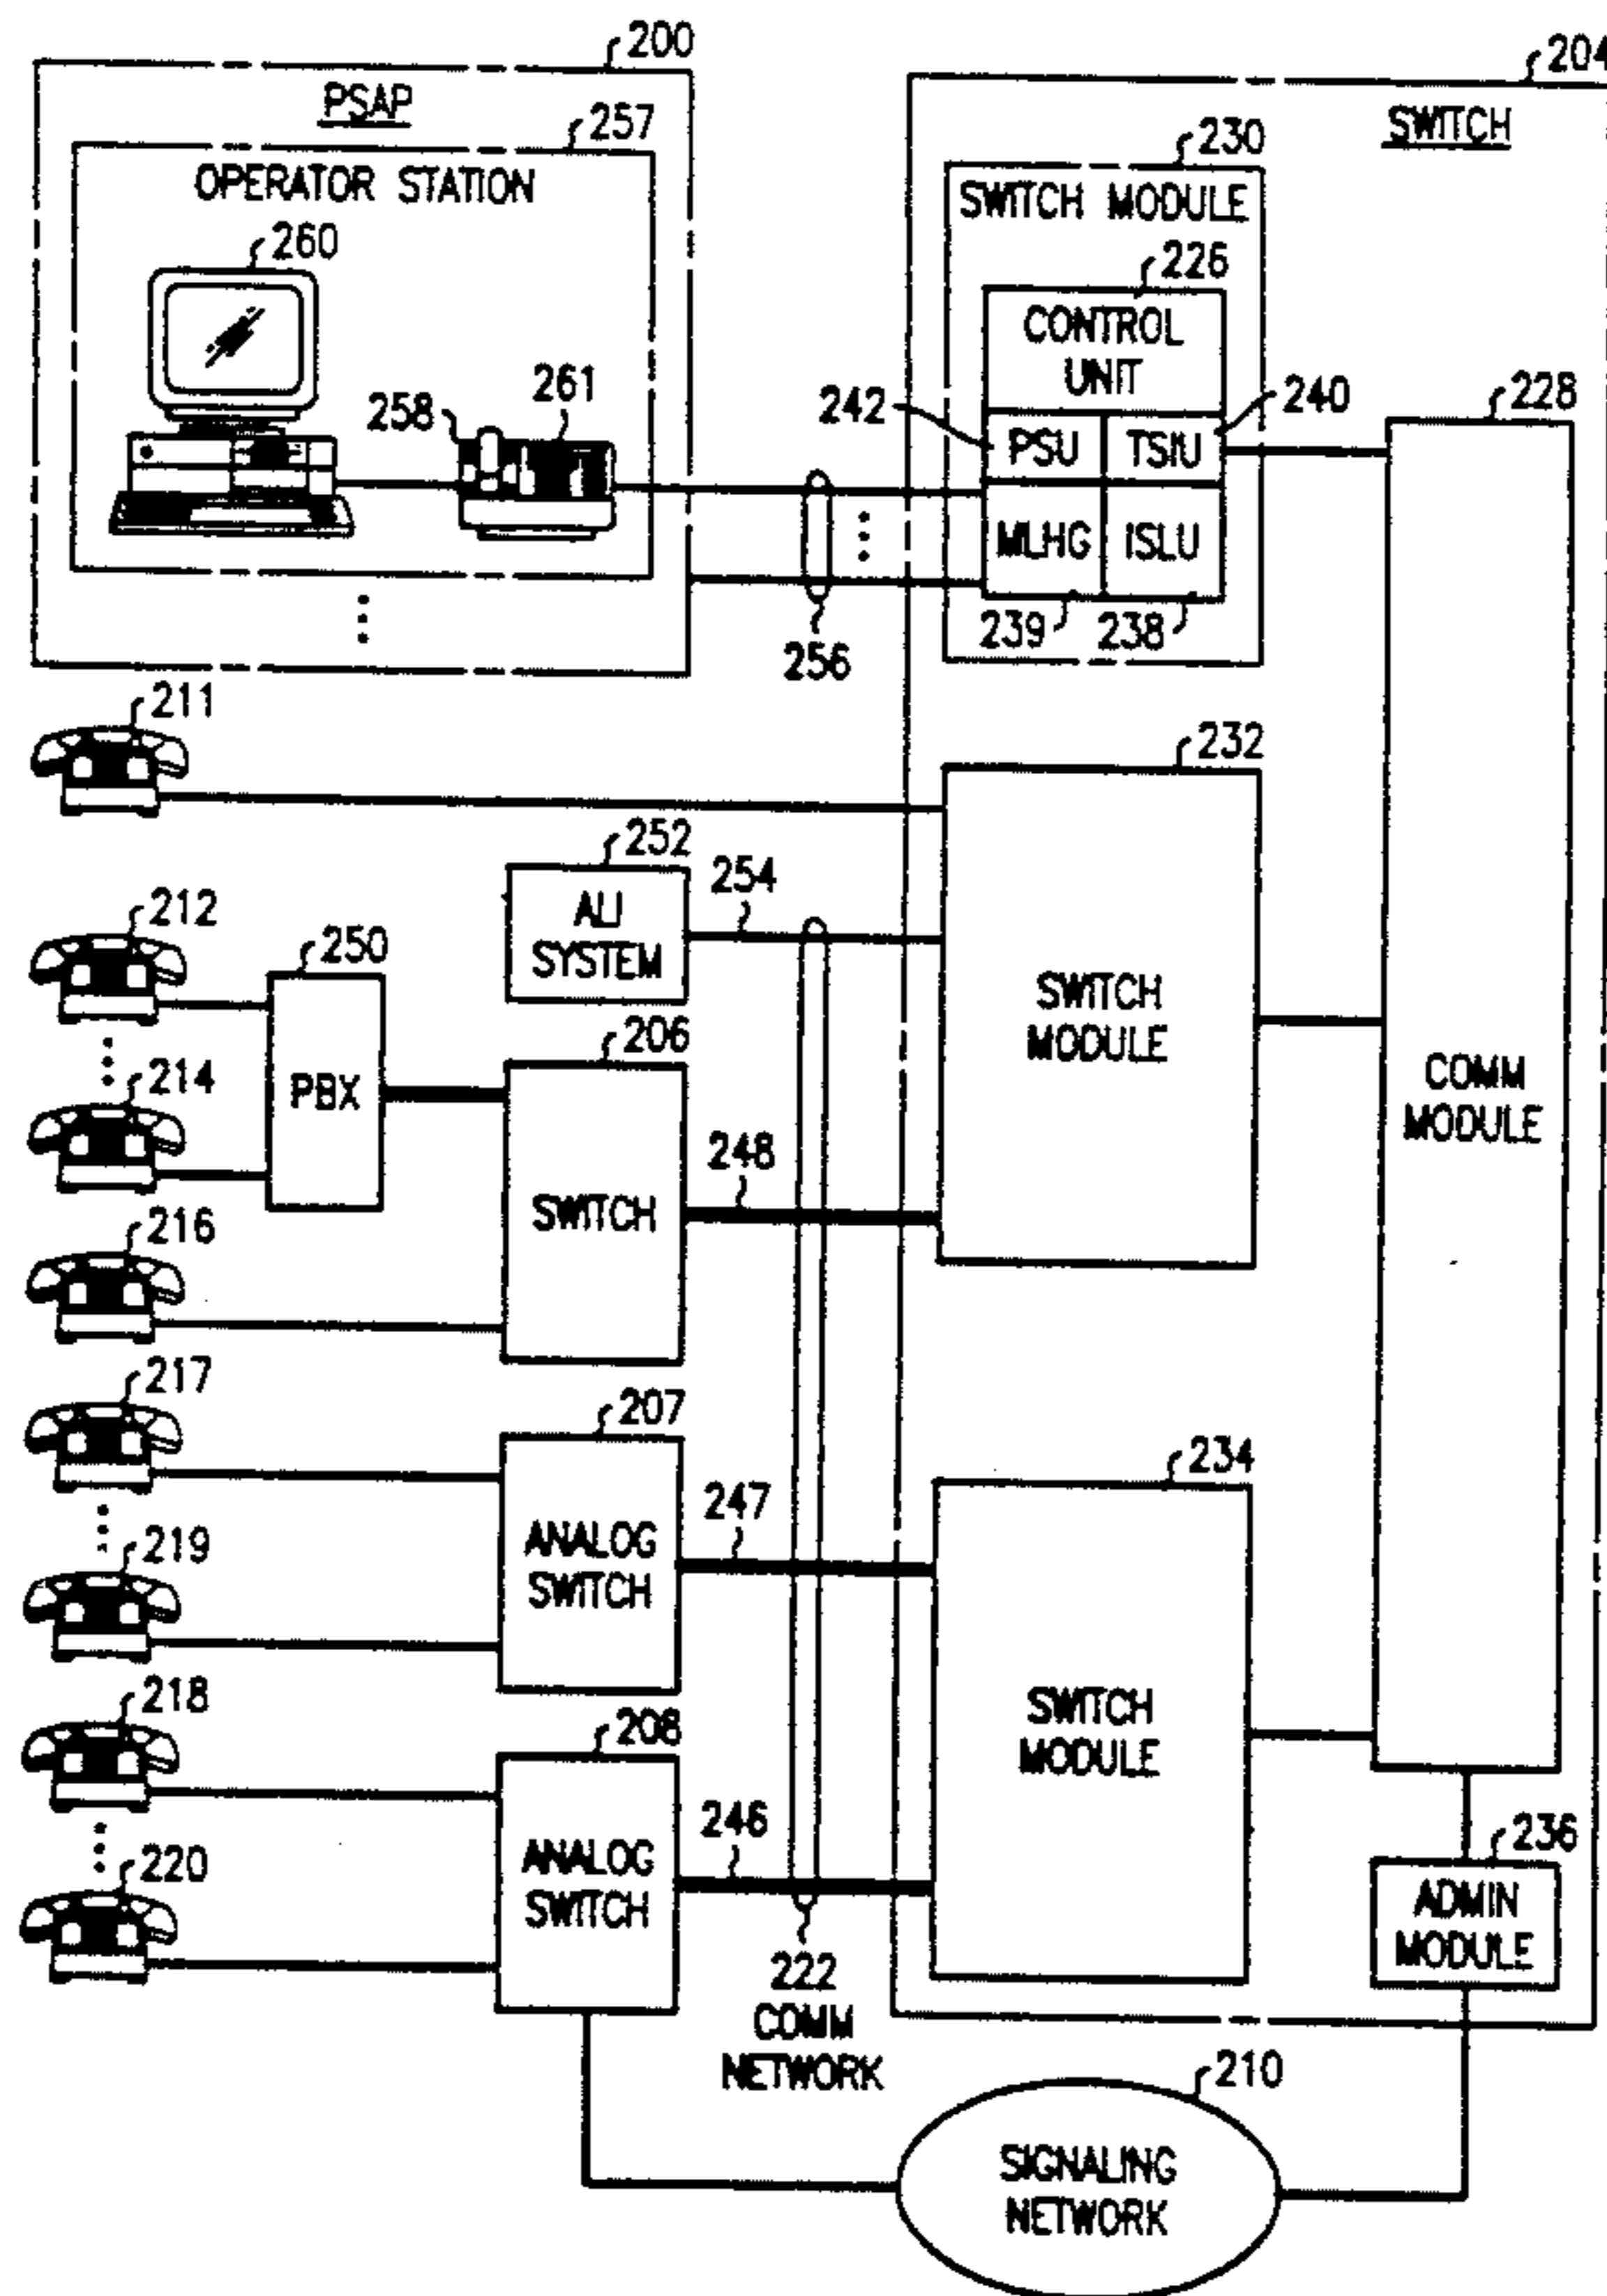 200
204
PSAP
SWITCH
257
230
OPERATOR STATION
SWITCH MODULE
260
226
CONTROL
UNIT
258
261
242
240
228
PSU
TSIU
MLHG
ISLU
239
238
256
211
232
252
254
ALI
SYSTEM
212
250
SWITCH
MODULE
206
PBX
COMM
MODULE
214
248
SWITCH
216
217
207
234
247
ANALOG
SWITCH
219
SWITCH
MODULE
218
208
246
236
ANALOG
SWITCH
ADMIN
MODULE
220
222
COMM
NETWORK
210
SIGNALING
NETWORK